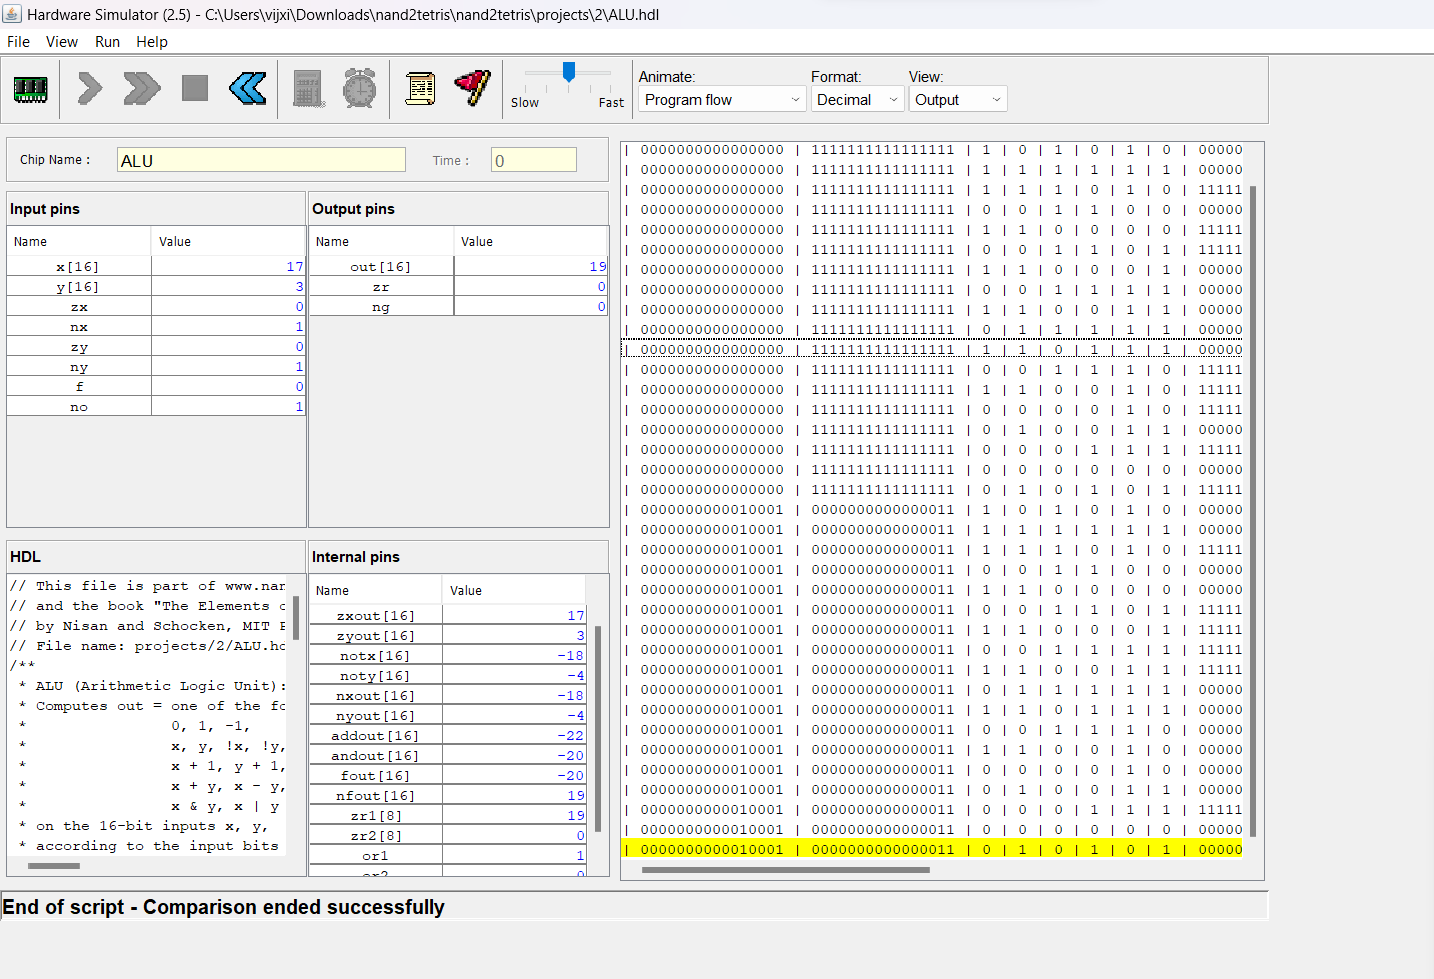 Hardware Simulator (2.5) - C:\Users\vijxi\Downloads\nand2tetris\nand2tetris\projects\2\ALU.hdl
File View Run Help
Slow Fast
Animate: Format: View:
Program flow Decimal Output
Chip Name : ALU Time : 0
Input pins
Name Value
x[16] 17
y[16] 3
zx 0
nx 1
zy 0
ny 1
f 0
no 1
Output pins
Name Value
out[16] 19
zr 0
ng 0
HDL
// This file is part of www.nan
// and the book "The Elements o
// by Nisan and Schocken, MIT P
// File name: projects/2/ALU.hd
/**
* ALU (Arithmetic Logic Unit):
* Computes out = one of the fo
* 0, 1, -1,
* x, y, !x, !y,
* x + 1, y + 1,
* x + y, x - y,
* x & y, x | y
* on the 16-bit inputs x, y,
* according to the input bits
Internal pins
Name Value
zxout[16] 17
zyout[16] 3
notx[16] -18
noty[16] -4
nxout[16] -18
nyout[16] -4
addout[16] -22
andout[16] -20
fout[16] -20
nfout[16] 19
zr1[8] 19
zr2[8] 0
or1 1
or2 0
| 0000000000000000 | 1111111111111111 | 1 | 0 | 1 | 0 | 1 | 0 | 00000
| 0000000000000000 | 1111111111111111 | 1 | 1 | 1 | 1 | 1 | 1 | 00000
| 0000000000000000 | 1111111111111111 | 1 | 1 | 1 | 0 | 1 | 0 | 11111
| 0000000000000000 | 1111111111111111 | 0 | 0 | 1 | 1 | 0 | 0 | 00000
| 0000000000000000 | 1111111111111111 | 1 | 1 | 0 | 0 | 0 | 0 | 11111
| 0000000000000000 | 1111111111111111 | 0 | 0 | 1 | 1 | 0 | 1 | 11111
| 0000000000000000 | 1111111111111111 | 1 | 1 | 0 | 0 | 0 | 1 | 00000
| 0000000000000000 | 1111111111111111 | 0 | 0 | 1 | 1 | 1 | 1 | 00000
| 0000000000000000 | 1111111111111111 | 1 | 1 | 0 | 0 | 1 | 1 | 00000
| 0000000000000000 | 1111111111111111 | 0 | 1 | 1 | 1 | 1 | 1 | 00000
| 0000000000000000 | 1111111111111111 | 1 | 1 | 0 | 1 | 1 | 1 | 00000
| 0000000000000000 | 1111111111111111 | 0 | 0 | 1 | 1 | 1 | 0 | 11111
| 0000000000000000 | 1111111111111111 | 1 | 1 | 0 | 0 | 1 | 0 | 11111
| 0000000000000000 | 1111111111111111 | 0 | 0 | 0 | 0 | 1 | 0 | 11111
| 0000000000000000 | 1111111111111111 | 0 | 1 | 0 | 0 | 1 | 1 | 00000
| 0000000000000000 | 1111111111111111 | 0 | 0 | 0 | 1 | 1 | 1 | 11111
| 0000000000000000 | 1111111111111111 | 0 | 0 | 0 | 0 | 0 | 0 | 00000
| 0000000000000000 | 1111111111111111 | 0 | 1 | 0 | 1 | 0 | 1 | 11111
| 0000000000010001 | 0000000000000011 | 1 | 0 | 1 | 0 | 1 | 0 | 00000
| 0000000000010001 | 0000000000000011 | 1 | 1 | 1 | 1 | 1 | 1 | 00000
| 0000000000010001 | 0000000000000011 | 1 | 1 | 1 | 0 | 1 | 0 | 11111
| 0000000000010001 | 0000000000000011 | 0 | 0 | 1 | 1 | 0 | 0 | 00000
| 0000000000010001 | 0000000000000011 | 1 | 1 | 0 | 0 | 0 | 0 | 00000
| 0000000000010001 | 0000000000000011 | 0 | 0 | 1 | 1 | 0 | 1 | 11111
| 0000000000010001 | 0000000000000011 | 1 | 1 | 0 | 0 | 0 | 1 | 11111
| 0000000000010001 | 0000000000000011 | 0 | 0 | 1 | 1 | 1 | 1 | 11111
| 0000000000010001 | 0000000000000011 | 1 | 1 | 0 | 0 | 1 | 1 | 11111
| 0000000000010001 | 0000000000000011 | 0 | 1 | 1 | 1 | 1 | 1 | 00000
| 0000000000010001 | 0000000000000011 | 1 | 1 | 0 | 1 | 1 | 1 | 00000
| 0000000000010001 | 0000000000000011 | 0 | 0 | 1 | 1 | 1 | 0 | 00000
| 0000000000010001 | 0000000000000011 | 1 | 1 | 0 | 0 | 1 | 0 | 00000
| 0000000000010001 | 0000000000000011 | 0 | 0 | 0 | 0 | 1 | 0 | 00000
| 0000000000010001 | 0000000000000011 | 0 | 1 | 0 | 0 | 1 | 1 | 00000
| 0000000000010001 | 0000000000000011 | 0 | 0 | 0 | 1 | 1 | 1 | 11111
| 0000000000010001 | 0000000000000011 | 0 | 0 | 0 | 0 | 0 | 0 | 00000
| 0000000000010001 | 0000000000000011 | 0 | 1 | 0 | 1 | 0 | 1 | 00000
End of script - Comparison ended successfully